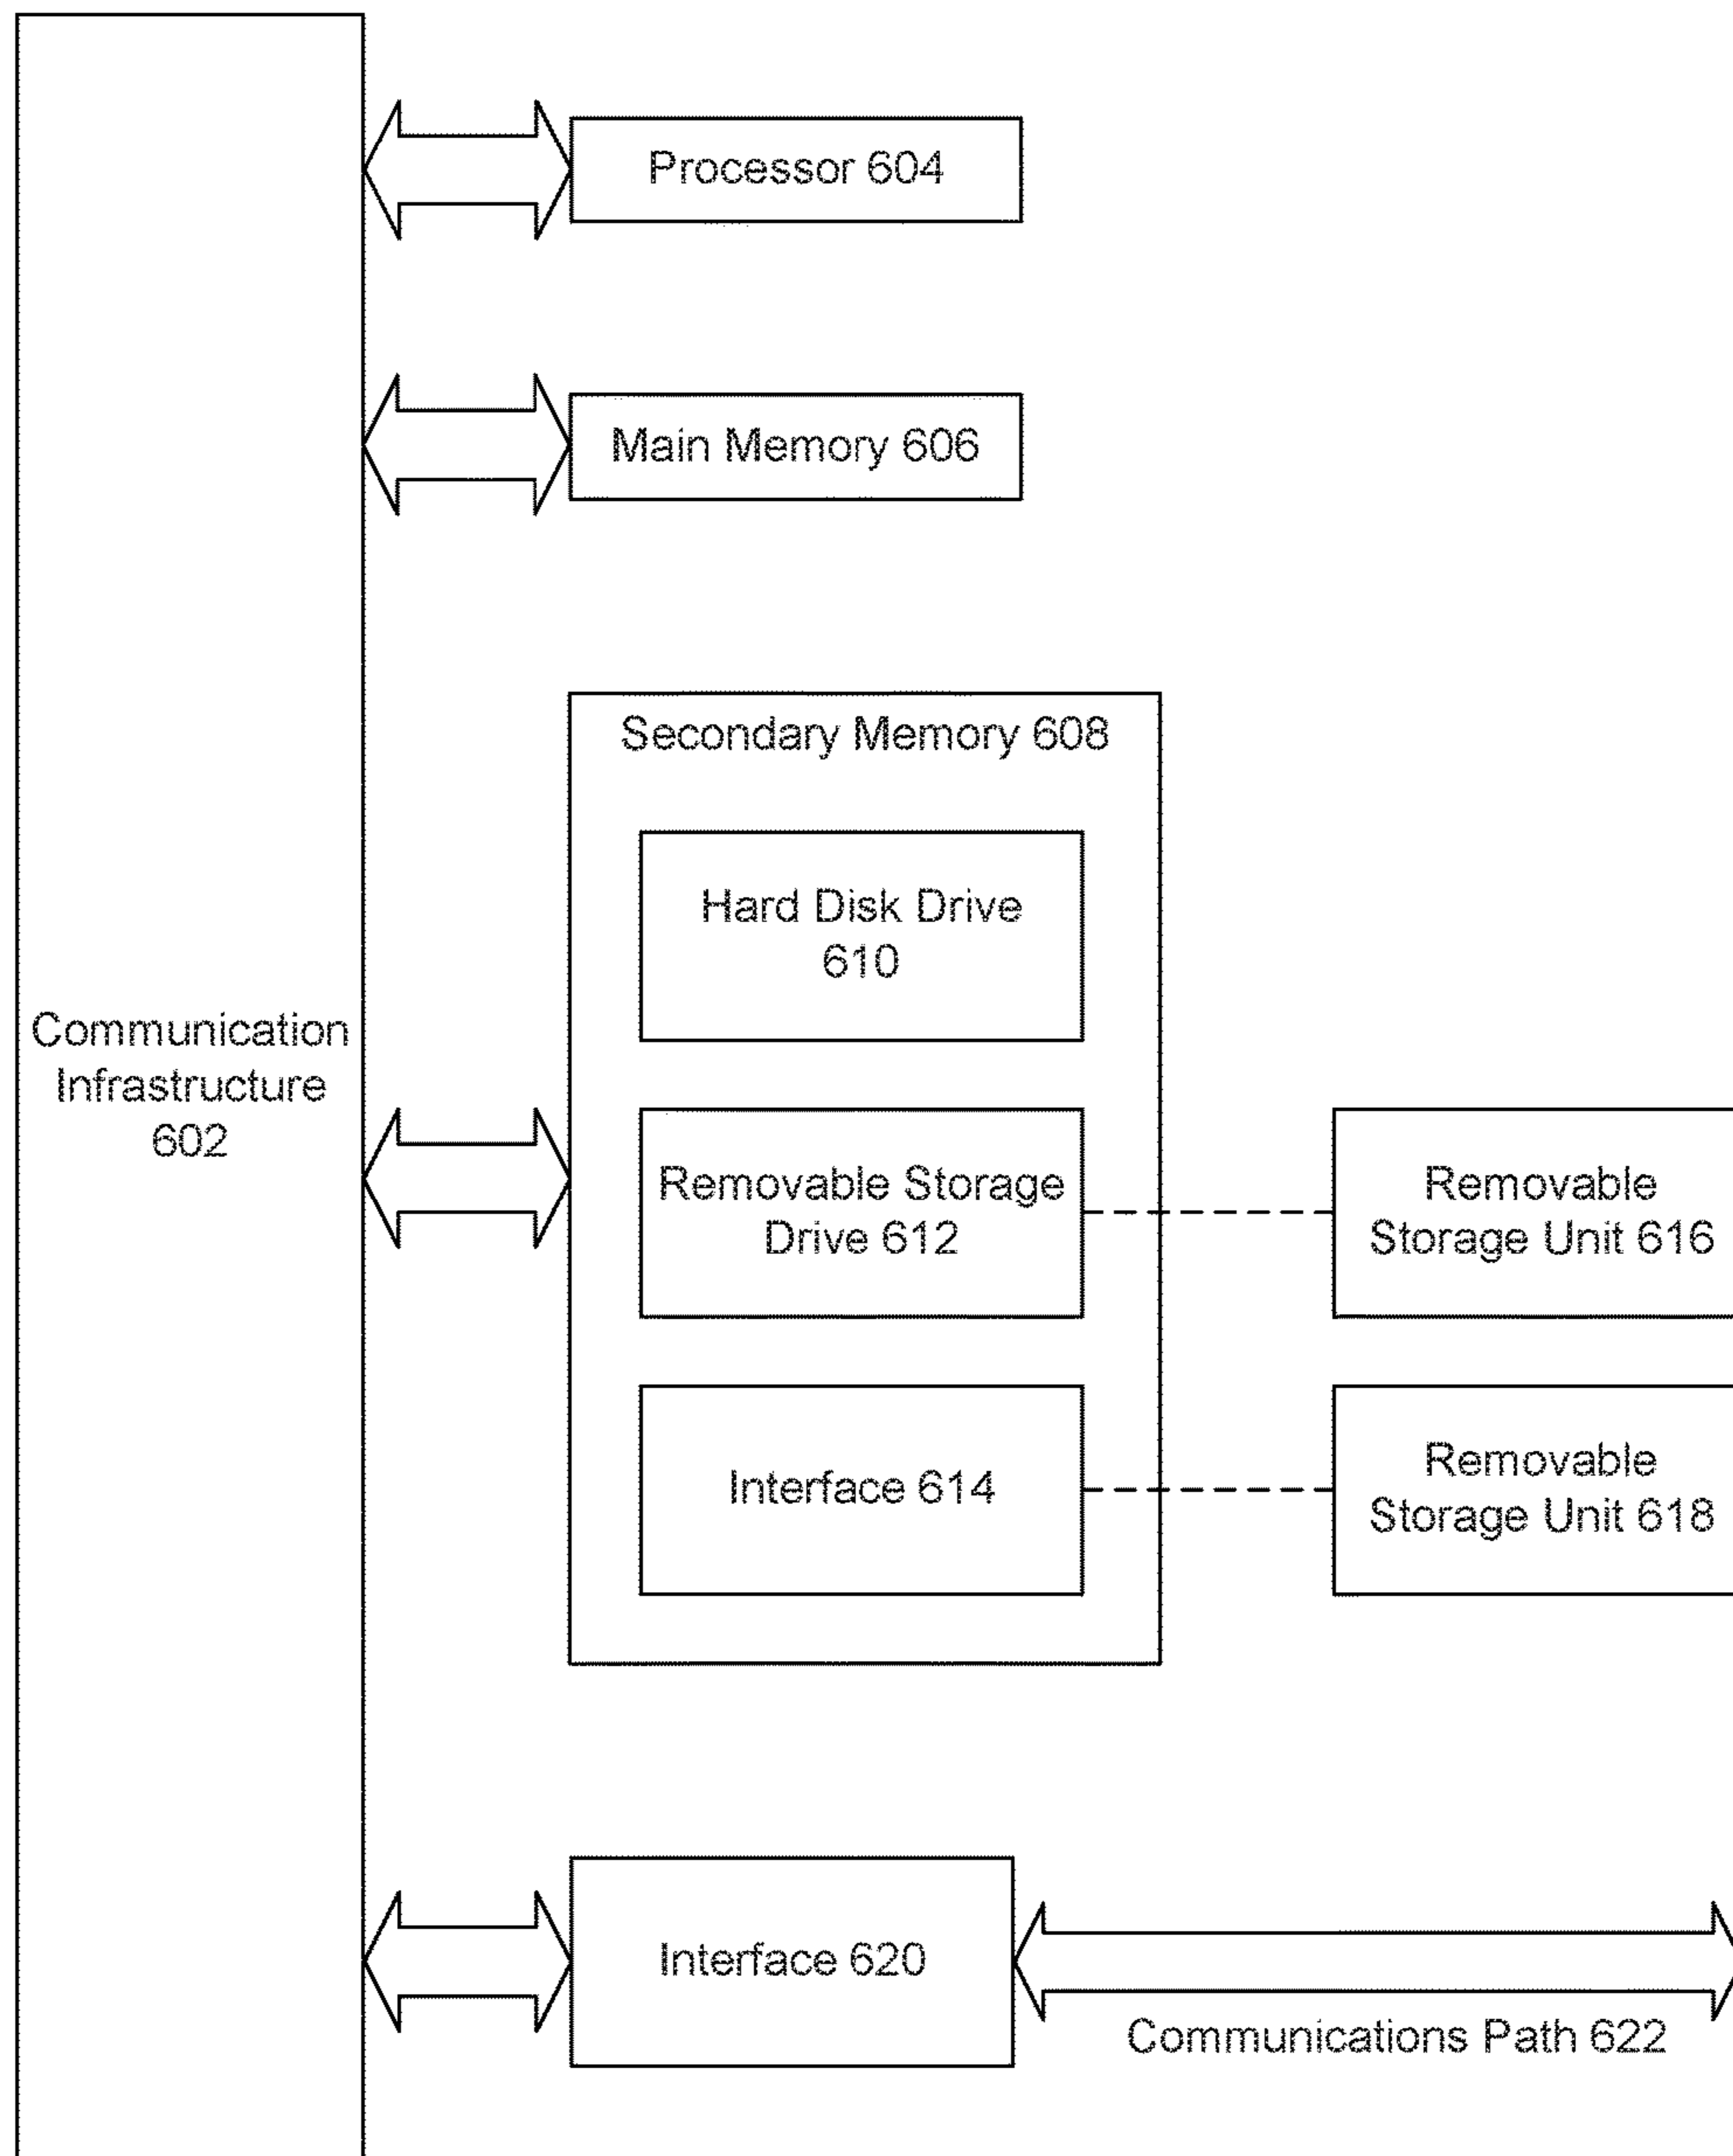 Processor 604
Main Memory 606
Secondary Memory 608
Hard Disk Drive
610
Communication
Infrastructure
602
Removable Storage
Drive 612
Removable
Storage Unit 616
Interface 614
Removable
Storage Unit 618
Interface 620
Communications Path 622